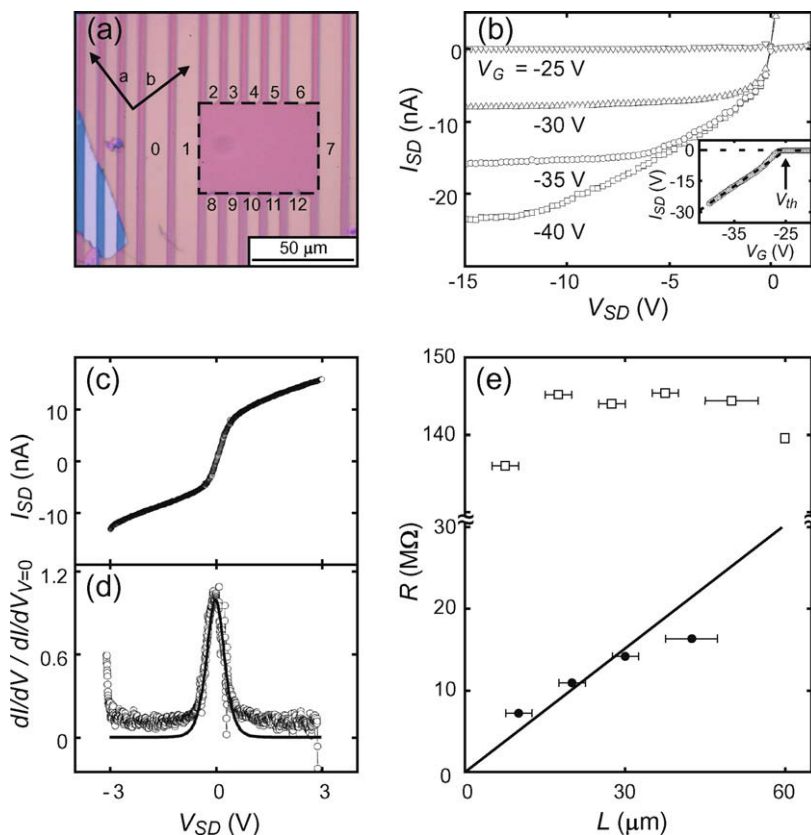 (a)
a b
2 3 4 5 6
0 1 7
8 9 10 11 12
50 μm
(b)
I_SD (nA)
0
-10
-20
V_G = -25 V
-30 V
-35 V
-40 V
-15 -10 -5 0
V_SD (V)
I_SD (V)
0
-15
-30
V_th
-35 -25
V_G (V)
(c)
I_SD (nA)
10
0
-10
(d)
dI/dV / dI/dV_V=0
1.2
0.6
0
-3 0 3
V_SD (V)
(e)
R (MΩ)
150
140
30
20
10
0
0 30 60
L (μm)